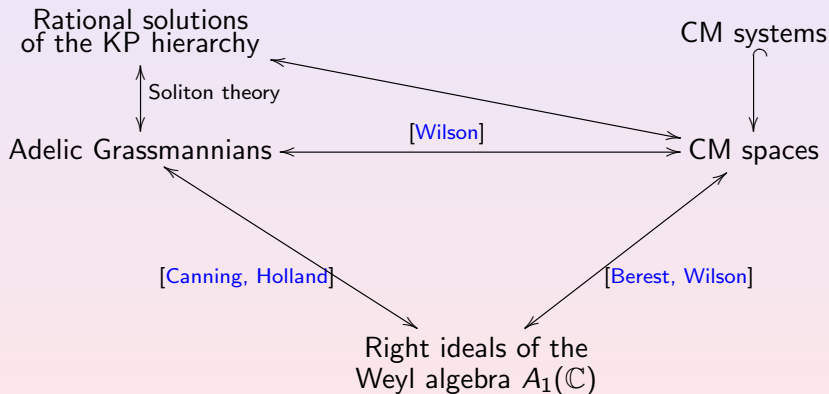 Rational solutions
of the KP hierarchy
CM systems
Soliton theory
[Wilson]
Adelic Grassmannians
CM spaces
[Canning, Holland]
[Berest, Wilson]
Right ideals of the
Weyl algebra A₁(ℂ)